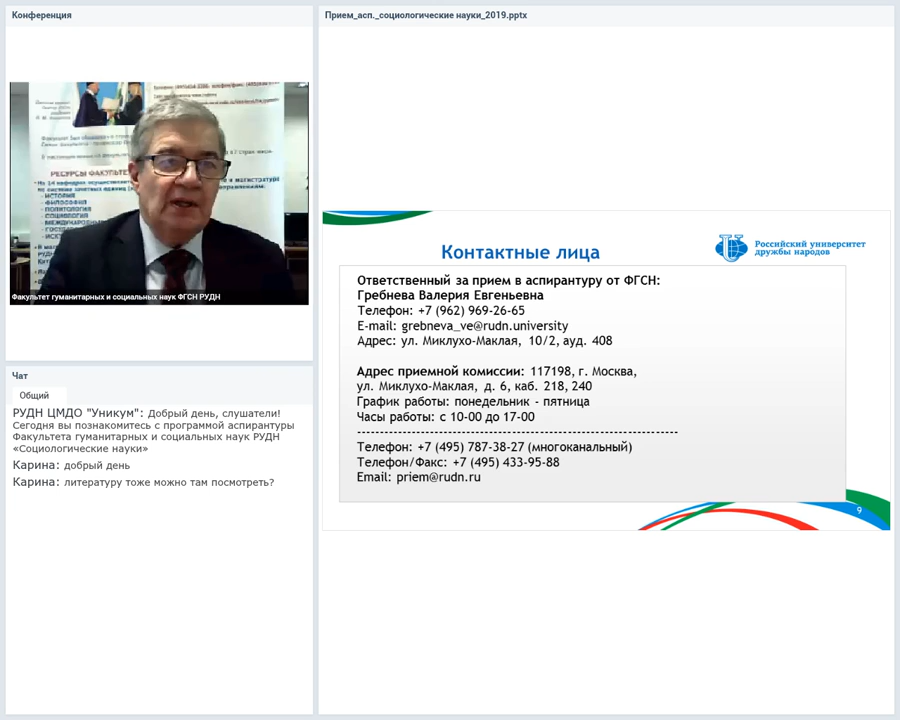 Конференция
РЕСУРСЫ ФАКУЛЬТЕ
- ИСТОРИЯ
- ФИЛОСОФИЯ
- ПОЛИТОЛОГИЯ
- СОЦИОЛОГИЯ
Факультет гуманитарных и социальных наук ФГСН РУДН
Чат
Общий
РУДН ЦМДО "Уникум": Добрый день, слушатели!
Сегодня вы познакомитесь с программой аспирантуры
Факультета гуманитарных и социальных наук РУДН
«Социологические науки»
Карина: добрый день
Карина: литературу тоже можно там посмотреть?
Прием_асп._социологические науки_2019.pptx
Контактные лица
Российский университет
дружбы народов
Ответственный за прием в аспирантуру от ФГСН:
Гребнева Валерия Евгеньевна
Телефон: +7 (962) 969-26-65
E-mail: grebneva_ve@rudn.university
Адрес: ул. Миклухо-Маклая, 10/2, ауд. 408
Адрес приемной комиссии: 117198, г. Москва,
ул. Миклухо-Маклая, д. 6, каб. 218, 240
График работы: понедельник - пятница
Часы работы: с 10-00 до 17-00
--------------------------------------------------------------------
Телефон: +7 (495) 787-38-27 (многоканальный)
Телефон/Факс: +7 (495) 433-95-88
Email: priem@rudn.ru
9